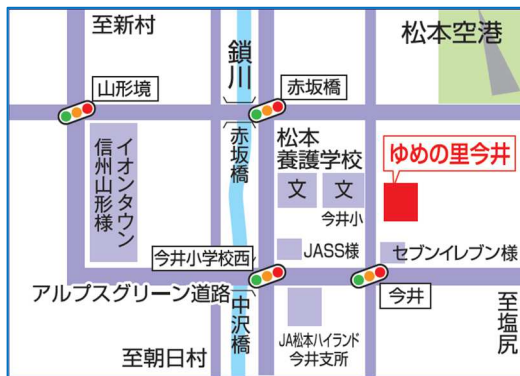 至新村
松本空港
鎖川
山形境
赤坂橋
赤坂橋
松本
養護学校
ゆめの里今井
イオンタウン
信州山形様
文
文
今井小
今井小学校西
JASS様
セブンイレブン様
アルプスグリーン道路
今井
中沢橋
至塩尻
JA松本ハイランド
今井支所
至朝日村